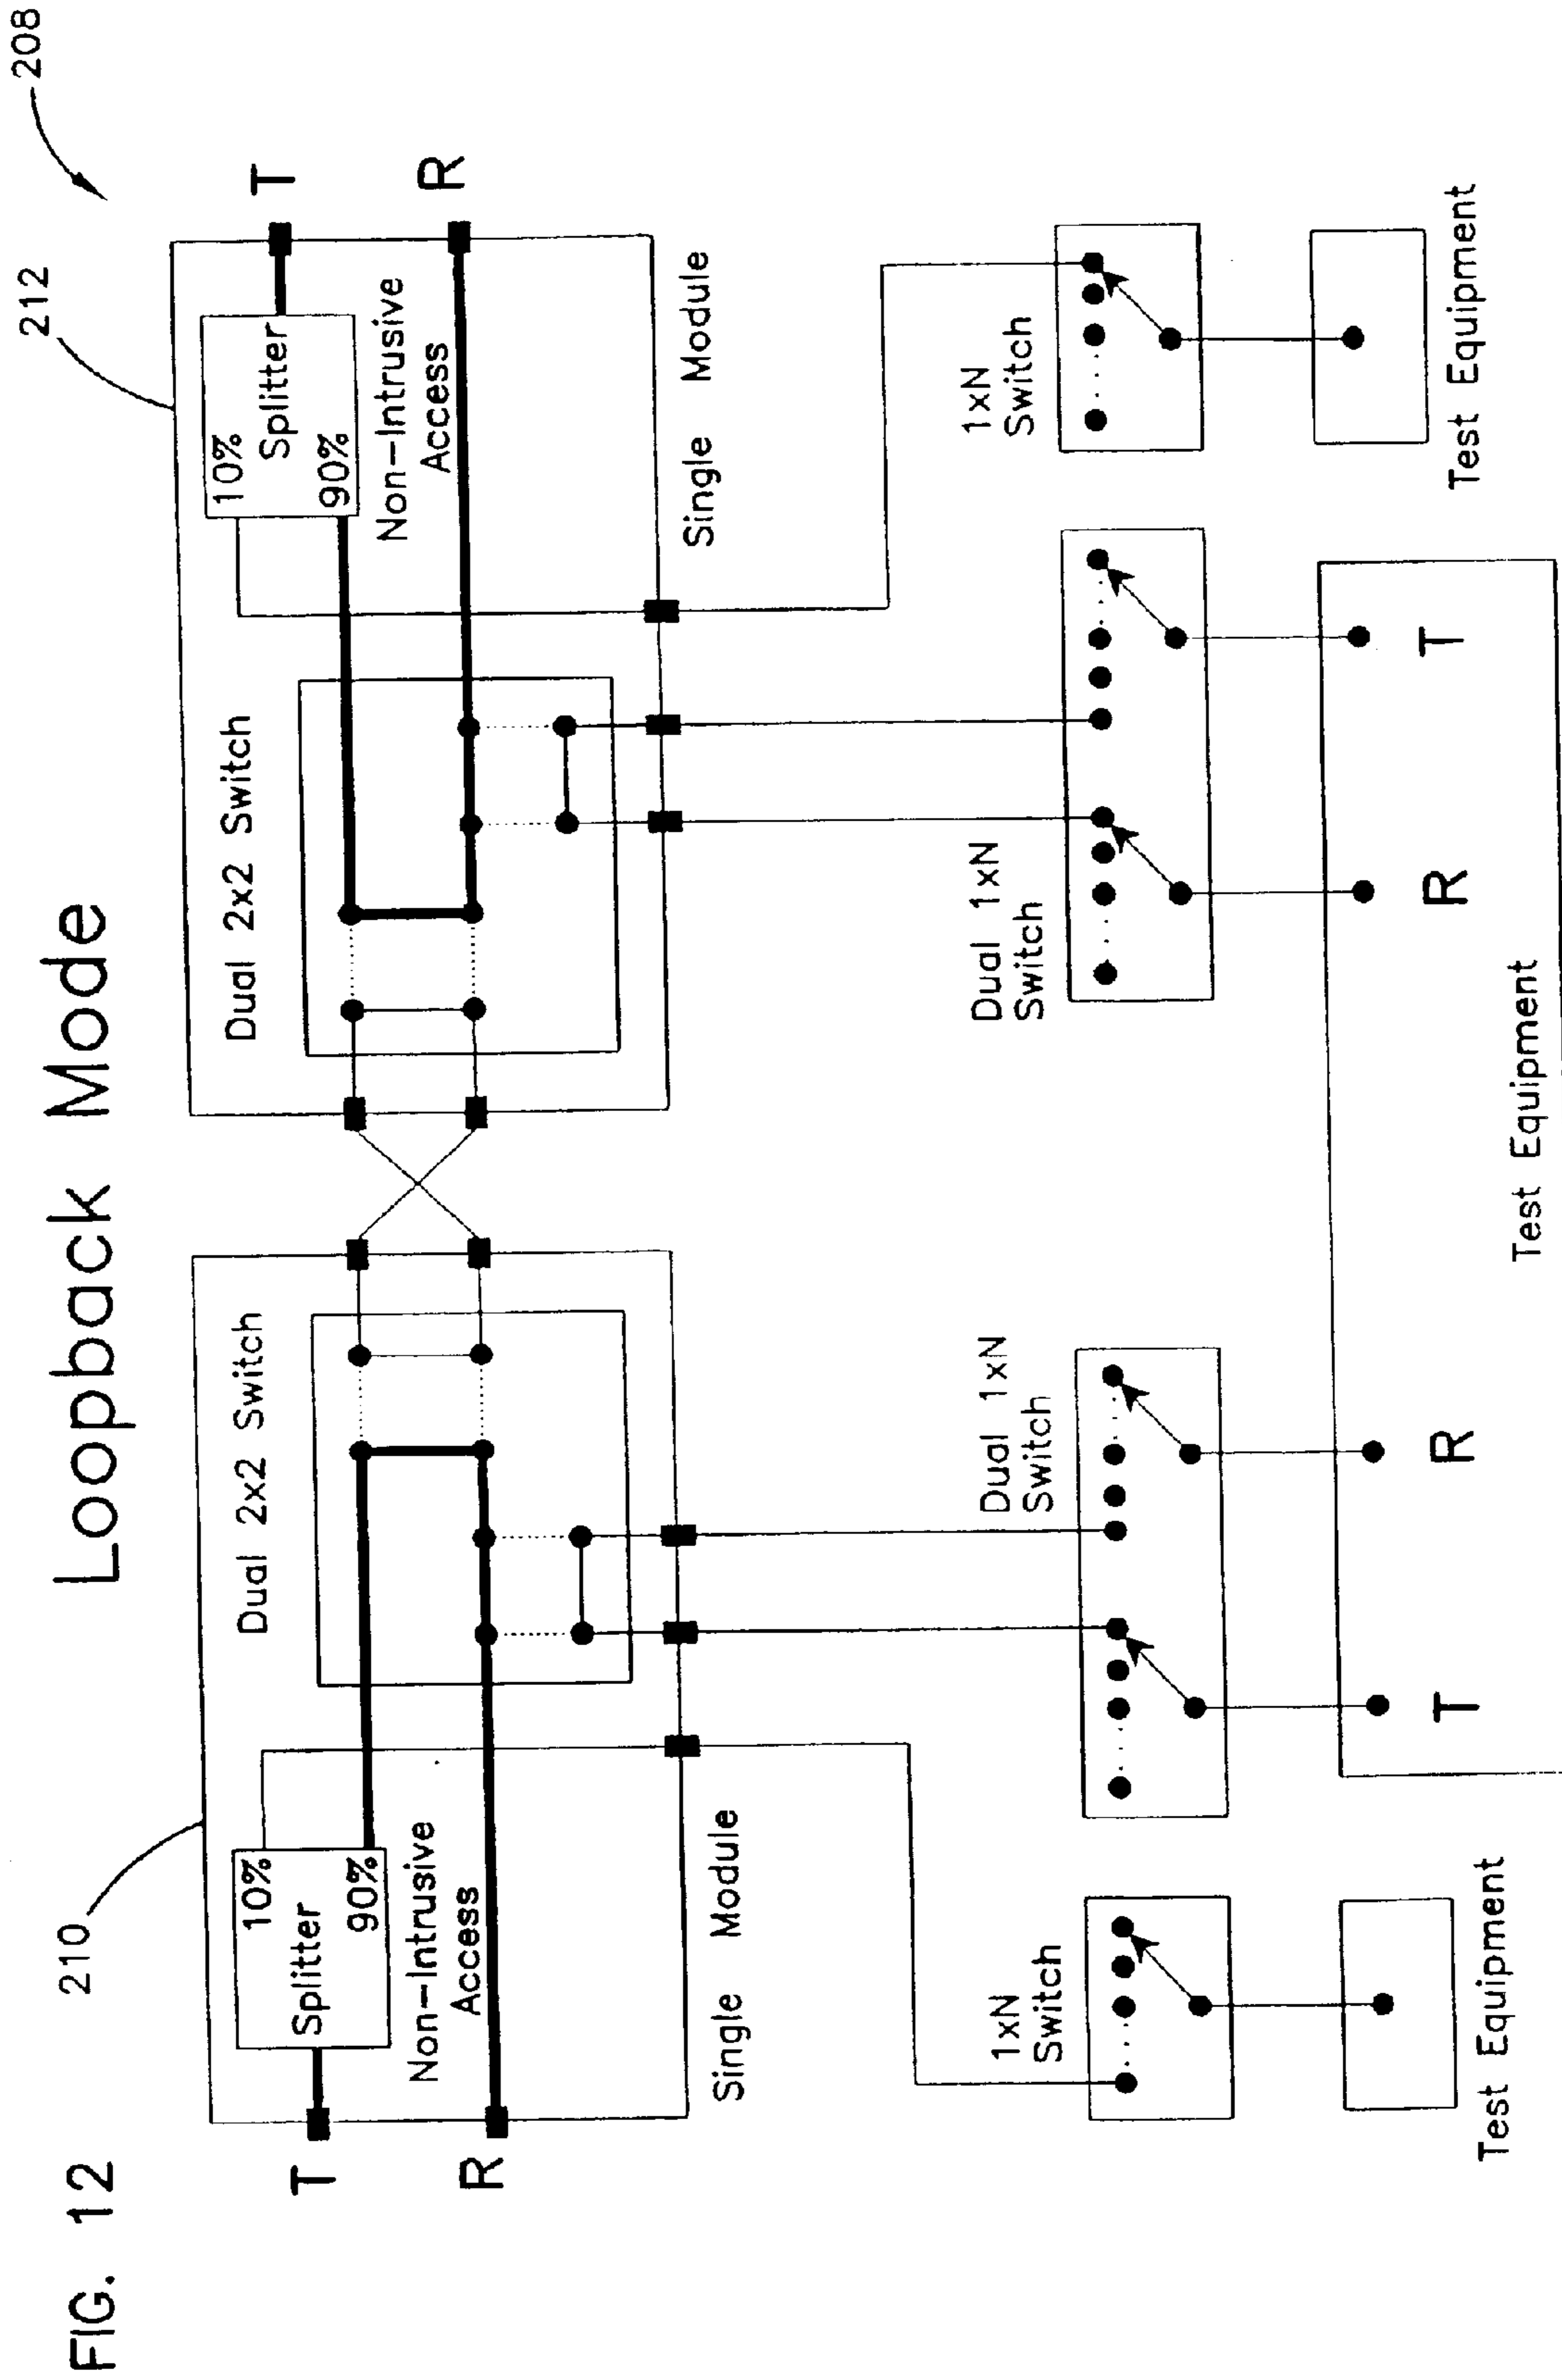 FIG. 12
Loopback Mode
208
210
212
T
R
Splitter
10%
90%
Non-Intrusive
Access
Dual 2x2 Switch
Single Module
Dual 2x2 Switch
10%
90%
Splitter
Non-Intrusive
Access
Single Module
T
R
1xN
Switch
Dual 1xN
Switch
Dual 1xN
Switch
1xN
Switch
Test Equipment
T
R
R
T
Test Equipment
Test Equipment